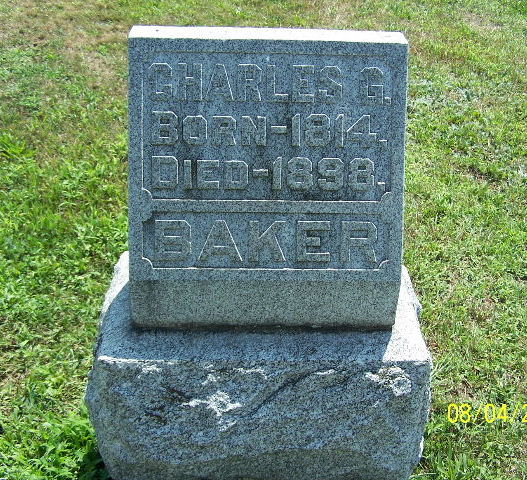 CHARLES G.
BORN-1814.
DIED-1898.
BAKER
08/04/2